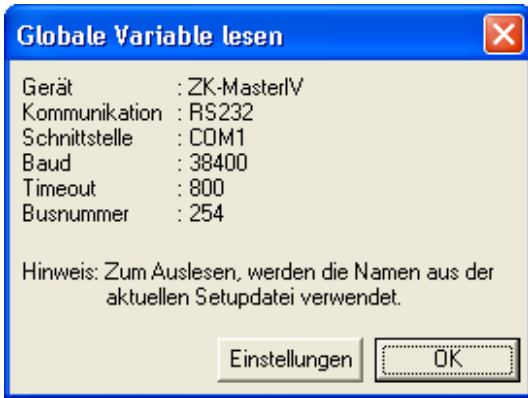 Globale Variable lesen
Gerät : ZK-MasterIV
Kommunikation : RS232
Schnittstelle : COM1
Baud : 38400
Timeout : 800
Busnummer : 254
Hinweis: Zum Auslesen, werden die Namen aus der
aktuellen Setupdatei verwendet.
Einstellungen OK